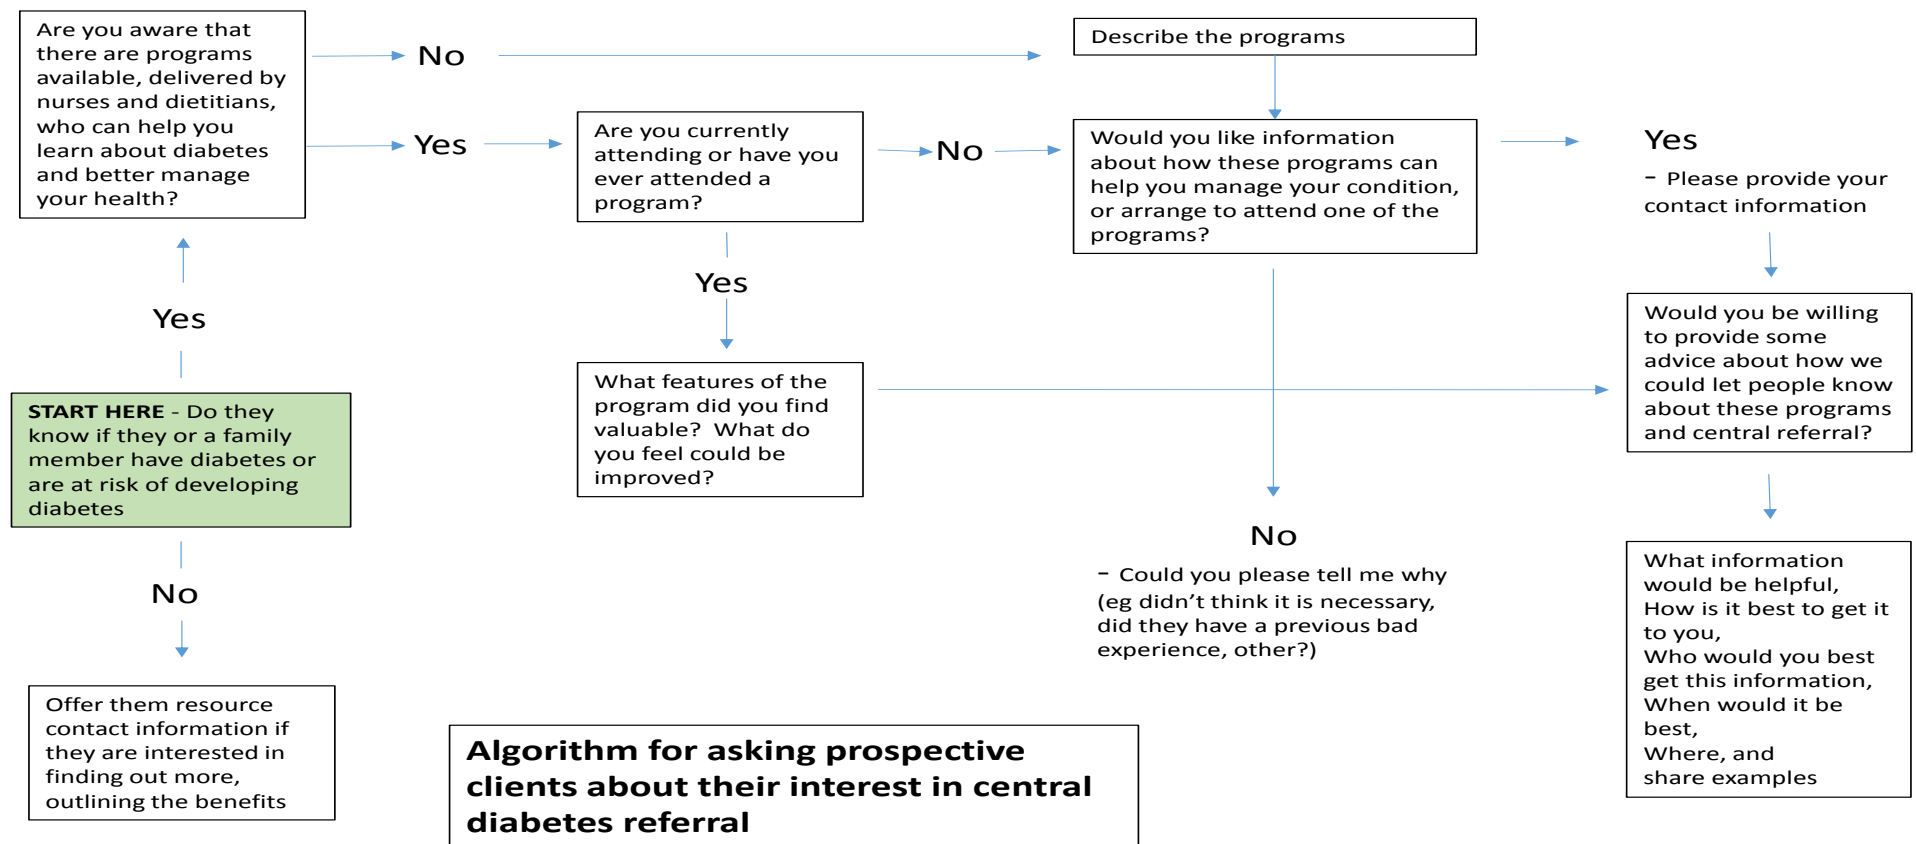 Are you aware that
there are programs
available, delivered by
nurses and dietitians,
who can help you
learn about diabetes
and better manage
your health?
No
Describe the programs
Yes
Are you currently
attending or have you
ever attended a
program?
No
Would you like information
about how these programs can
help you manage your condition,
or arrange to attend one of the
programs?
Yes
- Please provide your
contact information
Yes
Yes
START HERE - Do they
know if they or a family
member have diabetes or
are at risk of developing
diabetes
What features of the
program did you find
valuable?  What do
you feel could be
improved?
Would you be willing
to provide some
advice about how we
could let people know
about these programs
and central referral?
No
No
- Could you please tell me why
(eg didn’t think it is necessary,
did they have a previous bad
experience, other?)
What information
would be helpful,
How is it best to get it
to you,
Who would you best
get this information,
When would it be
best,
Where, and
share examples
Offer them resource
contact information if
they are interested in
finding out more,
outlining the benefits
Algorithm for asking prospective
clients about their interest in central
diabetes referral